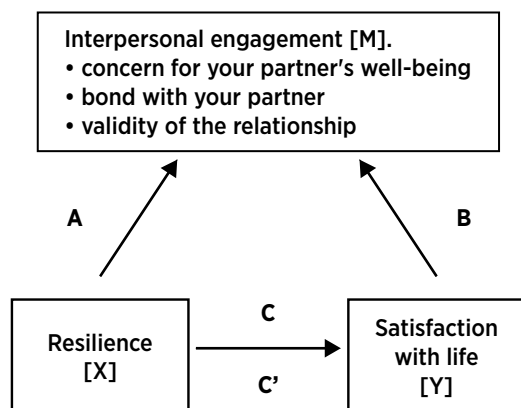 Interpersonal engagement [M].
• concern for your partner's well-being
• bond with your partner
• validity of the relationship
A
B
C
Resilience
[X]
Satisfaction
with life
[Y]
C’